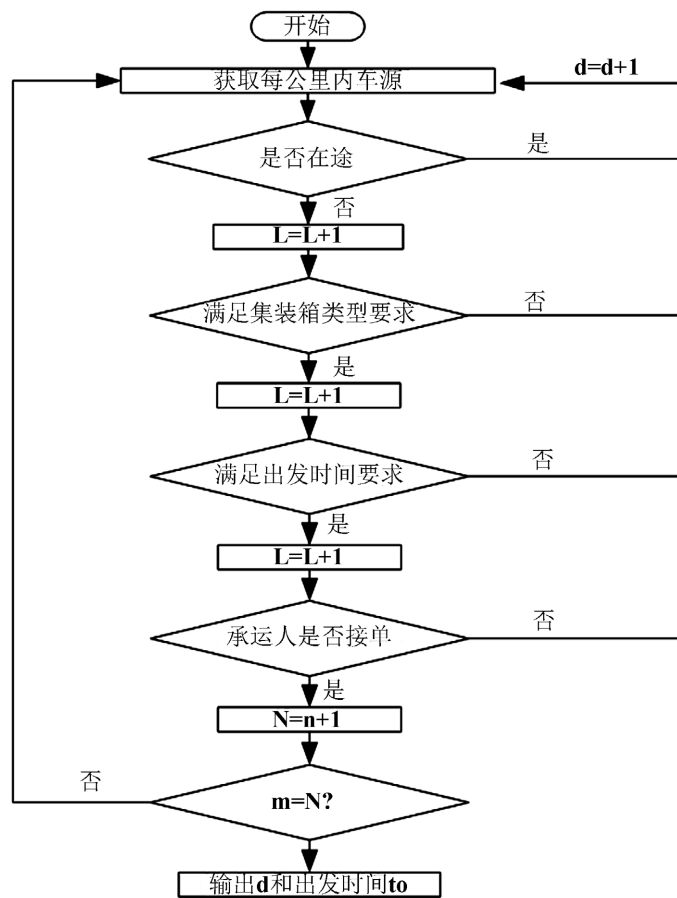 开始
获取每公里内车源
d=d+1
是否在途
是
否
L=L+1
满足集装箱类型要求
否
是
L=L+1
满足出发时间要求
否
是
L=L+1
承运人是否接单
否
是
N=n+1
否
m=N?
输出d和出发时间to